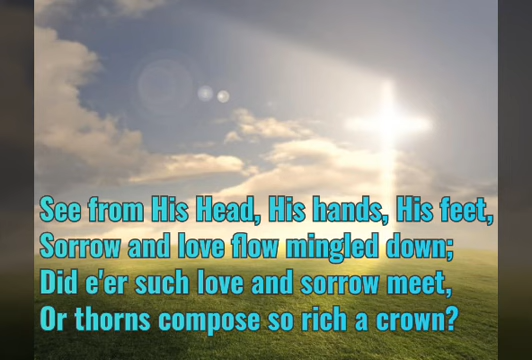 See from His Head, His hands, His feet,
Sorrow and love flow mingled down;
Did e'er such love and sorrow meet,
Or thorns compose so rich a crown?